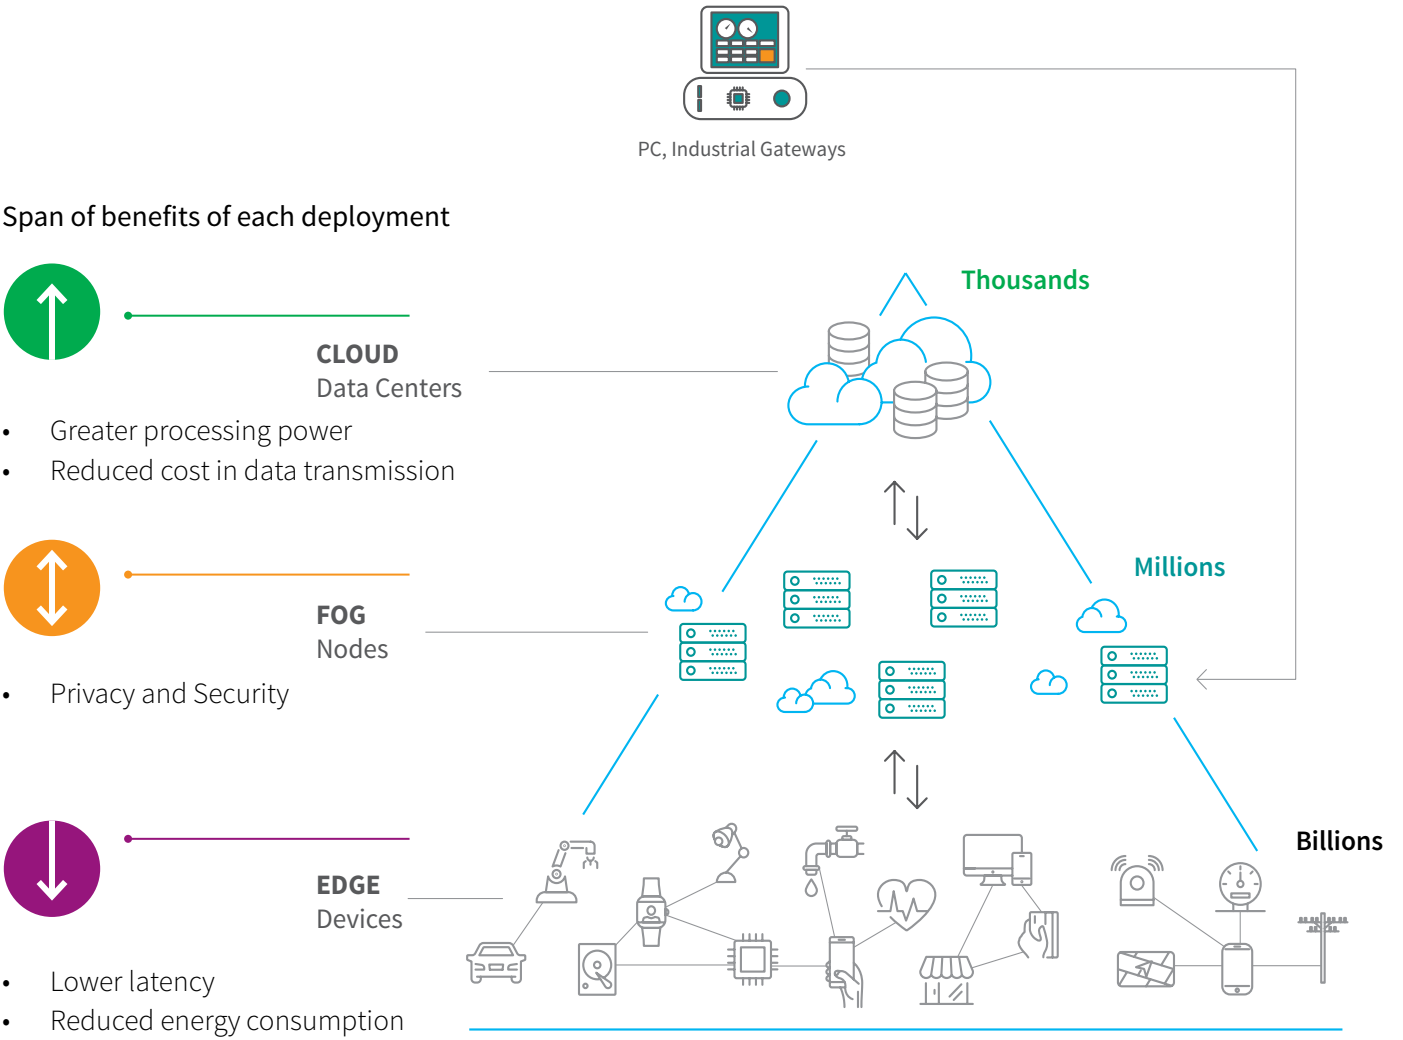 PC, Industrial Gateways
Span of benefits of each deployment
Thousands
CLOUD
Data Centers
• Greater processing power
• Reduced cost in data transmission
Millions
FOG
Nodes
• Privacy and Security
Billions
EDGE
Devices
• Lower latency
• Reduced energy consumption